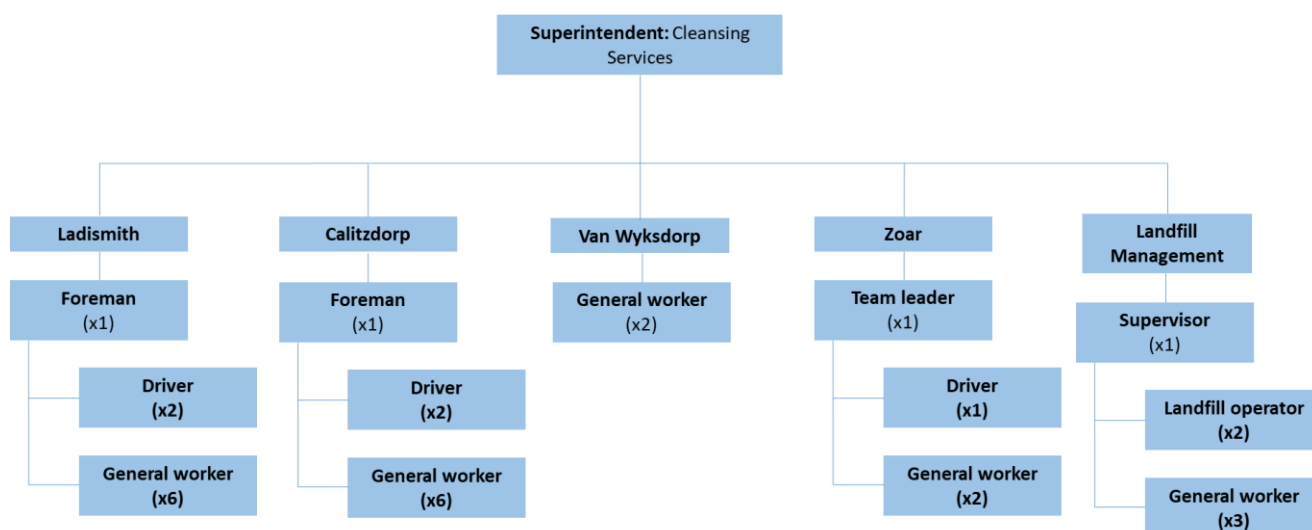 Superintendent: Cleansing
Services
Ladismith
Foreman
(x1)
Driver
(x2)
General worker
(x6)
Calitzdorp
Foreman
(x1)
Driver
(x2)
General worker
(x6)
Van Wyksdorp
General worker
(x2)
Zoar
Team leader
(x1)
Driver
(x1)
General worker
(x2)
Landfill
Management
Supervisor
(x1)
Landfill operator
(x2)
General worker
(x3)